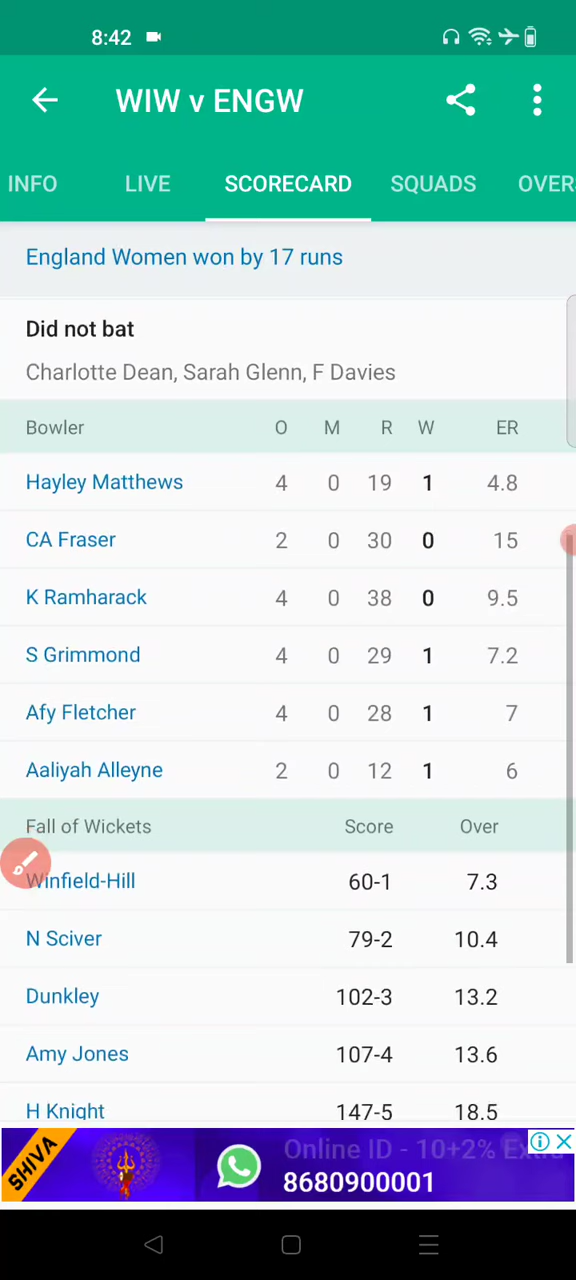 8:42
WIW v ENGW
INFO LIVE SCORECARD SQUADS OVERS
England Women won by 17 runs
Did not bat
Charlotte Dean, Sarah Glenn, F Davies
Bowler O M R W ER
Hayley Matthews 4 0 19 1 4.8
CA Fraser 2 0 30 0 15
K Ramharack 4 0 38 0 9.5
S Grimmond 4 0 29 1 7.2
Afy Fletcher 4 0 28 1 7
Aaliyah Alleyne 2 0 12 1 6
Fall of Wickets Score Over
Winfield-Hill 60-1 7.3
N Sciver 79-2 10.4
Dunkley 102-3 13.2
Amy Jones 107-4 13.6
H Knight 147-5 18.5
SHIVA
Online ID - 10+2% Extra
8680900001